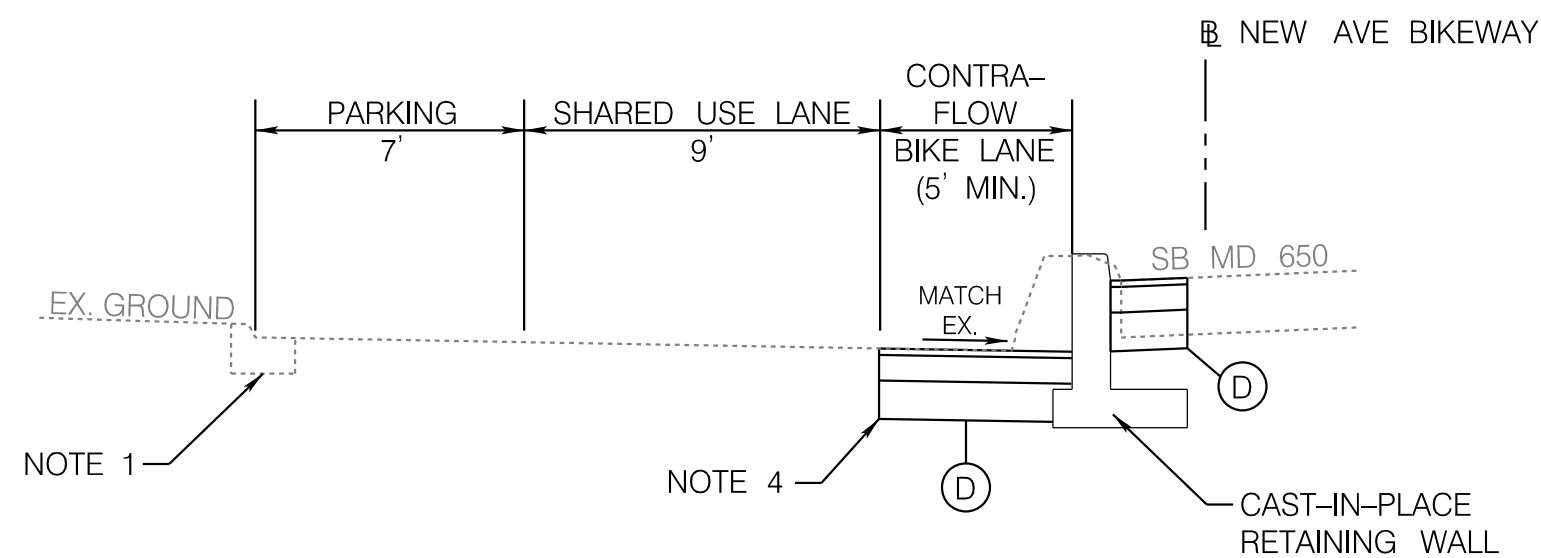 ℄ NEW AVE BIKEWAY
CONTRA-
FLOW
BIKE LANE
(5' MIN.)
PARKING
7'
SHARED USE LANE
9'
SB MD 650
EX. GROUND
MATCH
EX.
D
NOTE 1
NOTE 4
D
CAST-IN-PLACE
RETAINING WALL